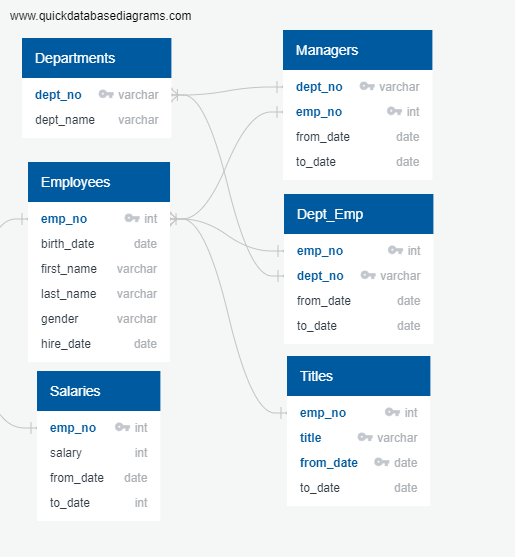 www.quickdatabasediagrams.com
Departments
dept_no varchar
dept_name varchar
Employees
emp_no int
birth_date date
first_name varchar
last_name varchar
gender varchar
hire_date date
Salaries
emp_no int
salary int
from_date date
to_date int
Managers
dept_no varchar
emp_no int
from_date date
to_date date
Dept_Emp
emp_no int
dept_no varchar
from_date date
to_date date
Titles
emp_no int
title varchar
from_date date
to_date date